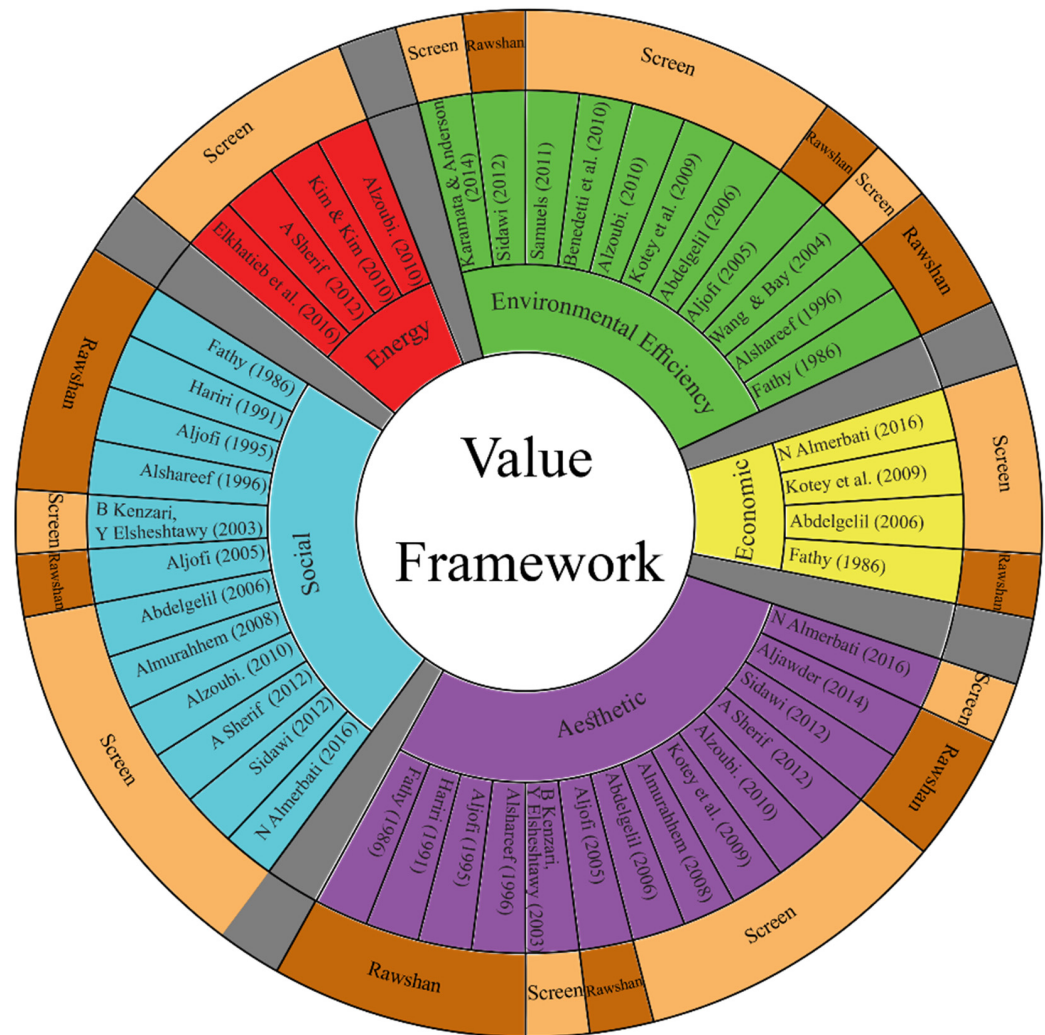 Value
Framework
Environmental Efficiency
Karamata & Anderson
(2014)
Sidawi (2012)
Samuels (2011)
Benedetti et al. (2010)
Alzoubi. (2010)
Kotey et al. (2009)
Abdelgelil (2006)
Aljofi (2005)
Wang & Bay (2004)
Alshareef (1996)
Fathy (1986)
Screen
Rawshan
Screen
Rawshan
Screen
Rawshan
Economic
N Almerbati (2016)
Kotey et al. (2009)
Abdelgelil (2006)
Fathy (1986)
Screen
Rawshan
Aesthetic
N Almerbati (2016)
Aljawder (2014)
Sidawi (2012)
A Sherif (2012)
Alzoubi. (2010)
Kotey et al. (2009)
Almurahhem (2008)
Abdelgelil (2006)
Aljofi (2005)
B Kenzari,
Y Elsheshtawy (2003)
Alshareef (1996)
Aljofi (1995)
Hariri (1991)
Fathy (1986)
Screen
Rawshan
Screen
Rawshan
Screen
Rawshan
Social
N Almerbati (2016)
Sidawi (2012)
A Sherif (2012)
Alzoubi. (2010)
Almurahhem (2008)
Abdelgelil (2006)
Aljofi (2005)
B Kenzari,
Y Elsheshtawy (2003)
Alshareef (1996)
Aljofi (1995)
Hariri (1991)
Fathy (1986)
Screen
Rawshan
Screen
Rawshan
Energy
Elkhatieb et al. (2016)
A Sherif (2012)
Kim & Kim (2010)
Alzoubi. (2010)
Screen